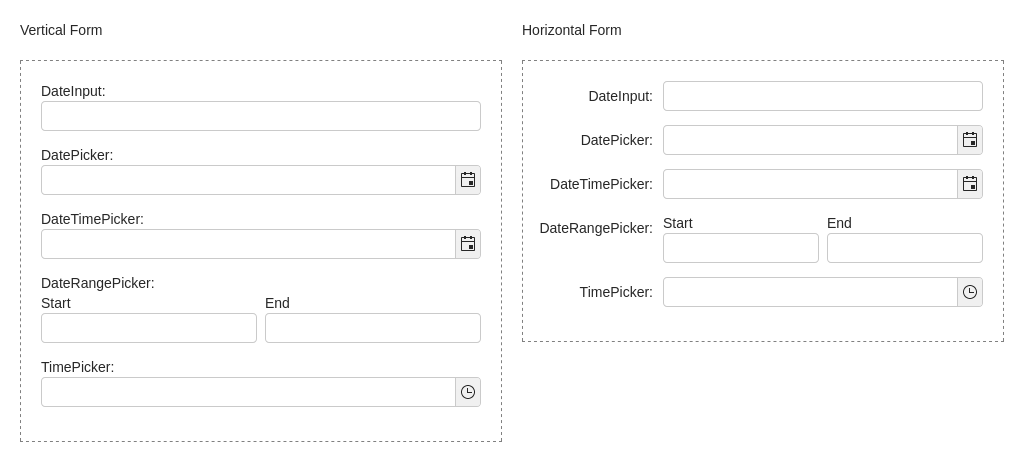 Vertical Form
DateInput:
DatePicker:
DateTimePicker:
DateRangePicker:
Start End
TimePicker:
Horizontal Form
DateInput:
DatePicker:
DateTimePicker:
DateRangePicker: Start End
TimePicker: